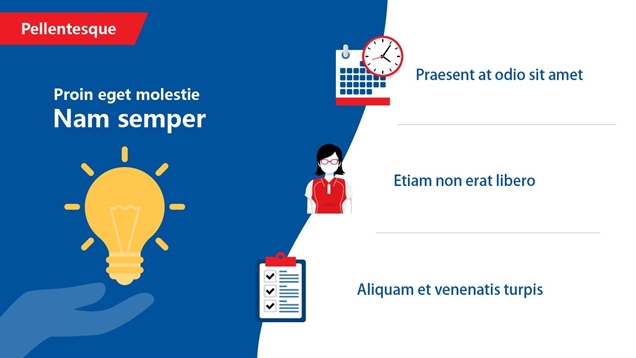 Pellentesque
Proin eget molestie
Nam semper
Praesent at odio sit amet
Etiam non erat libero
Aliquam et venenatis turpis